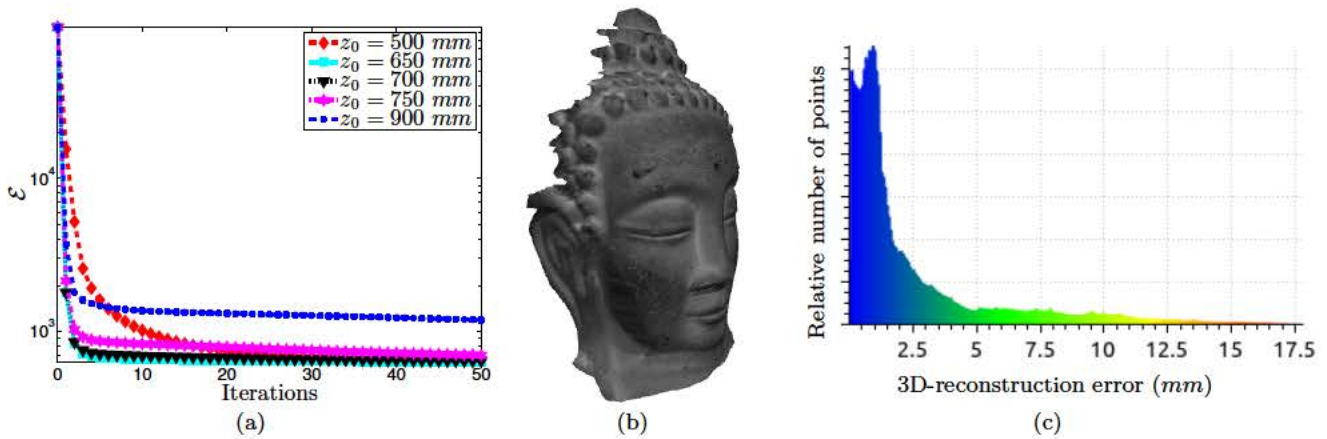 z₀ = 500 mm
z₀ = 650 mm
z₀ = 700 mm
z₀ = 750 mm
z₀ = 900 mm
10⁴
10³
ℰ
0 10 20 30 40 50
Iterations
(a)
(b)
Relative number of points
2.5 5 7.5 10 12.5 15 17.5
3D-reconstruction error (mm)
(c)